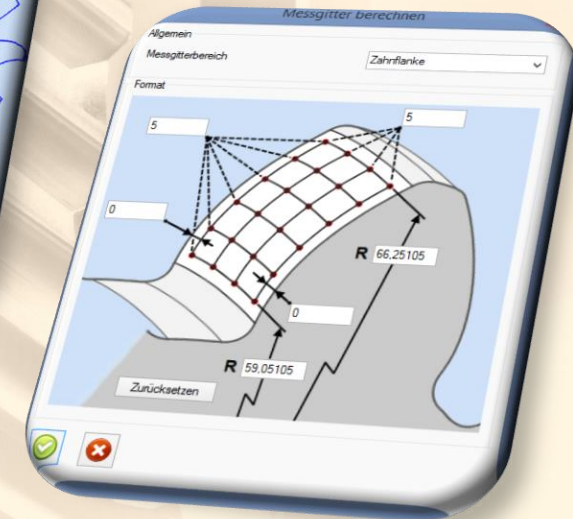 Messgitter berechnen
Allgemein
Messgitterbereich
Zahnflanke
Format
5
5
0
R 66,25105
0
R 59,05105
Zurücksetzen